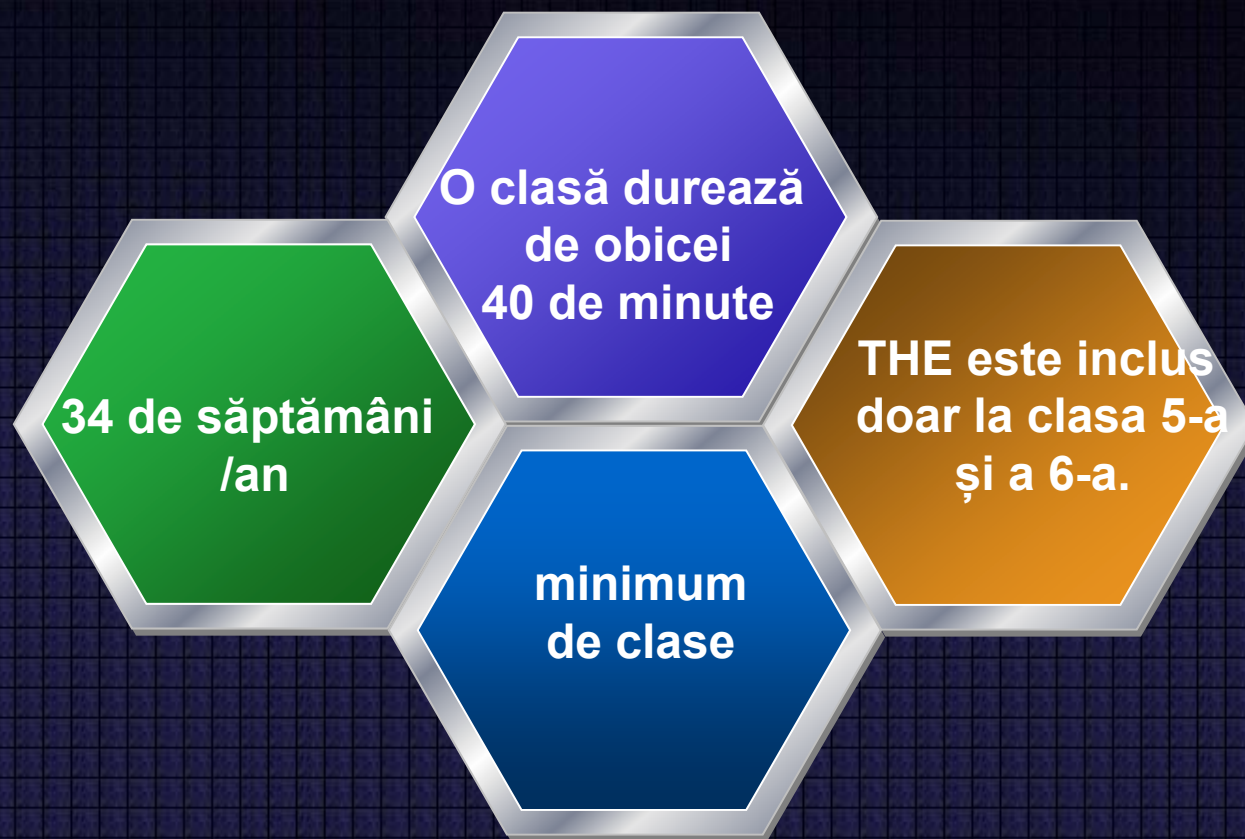 O clasă durează
de obicei
40 de minute
34 de săptămâni
/an
THE este inclus
doar la clasa 5-a
și a 6-a.
minimum
de clase